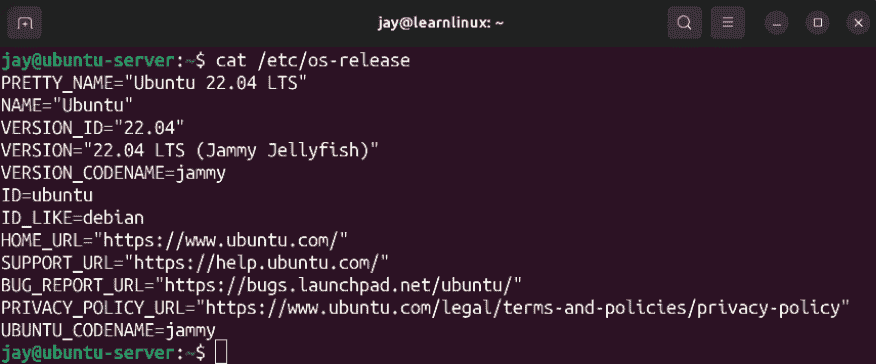 jay@learnlinux: ~
jay@ubuntu-server:~$ cat /etc/os-release
PRETTY_NAME="Ubuntu 22.04 LTS"
NAME="Ubuntu"
VERSION_ID="22.04"
VERSION="22.04 LTS (Jammy Jellyfish)"
VERSION_CODENAME=jammy
ID=ubuntu
ID_LIKE=debian
HOME_URL="https://www.ubuntu.com/"
SUPPORT_URL="https://help.ubuntu.com/"
BUG_REPORT_URL="https://bugs.launchpad.net/ubuntu/"
PRIVACY_POLICY_URL="https://www.ubuntu.com/legal/terms-and-policies/privacy-policy"
UBUNTU_CODENAME=jammy
jay@ubuntu-server:~$